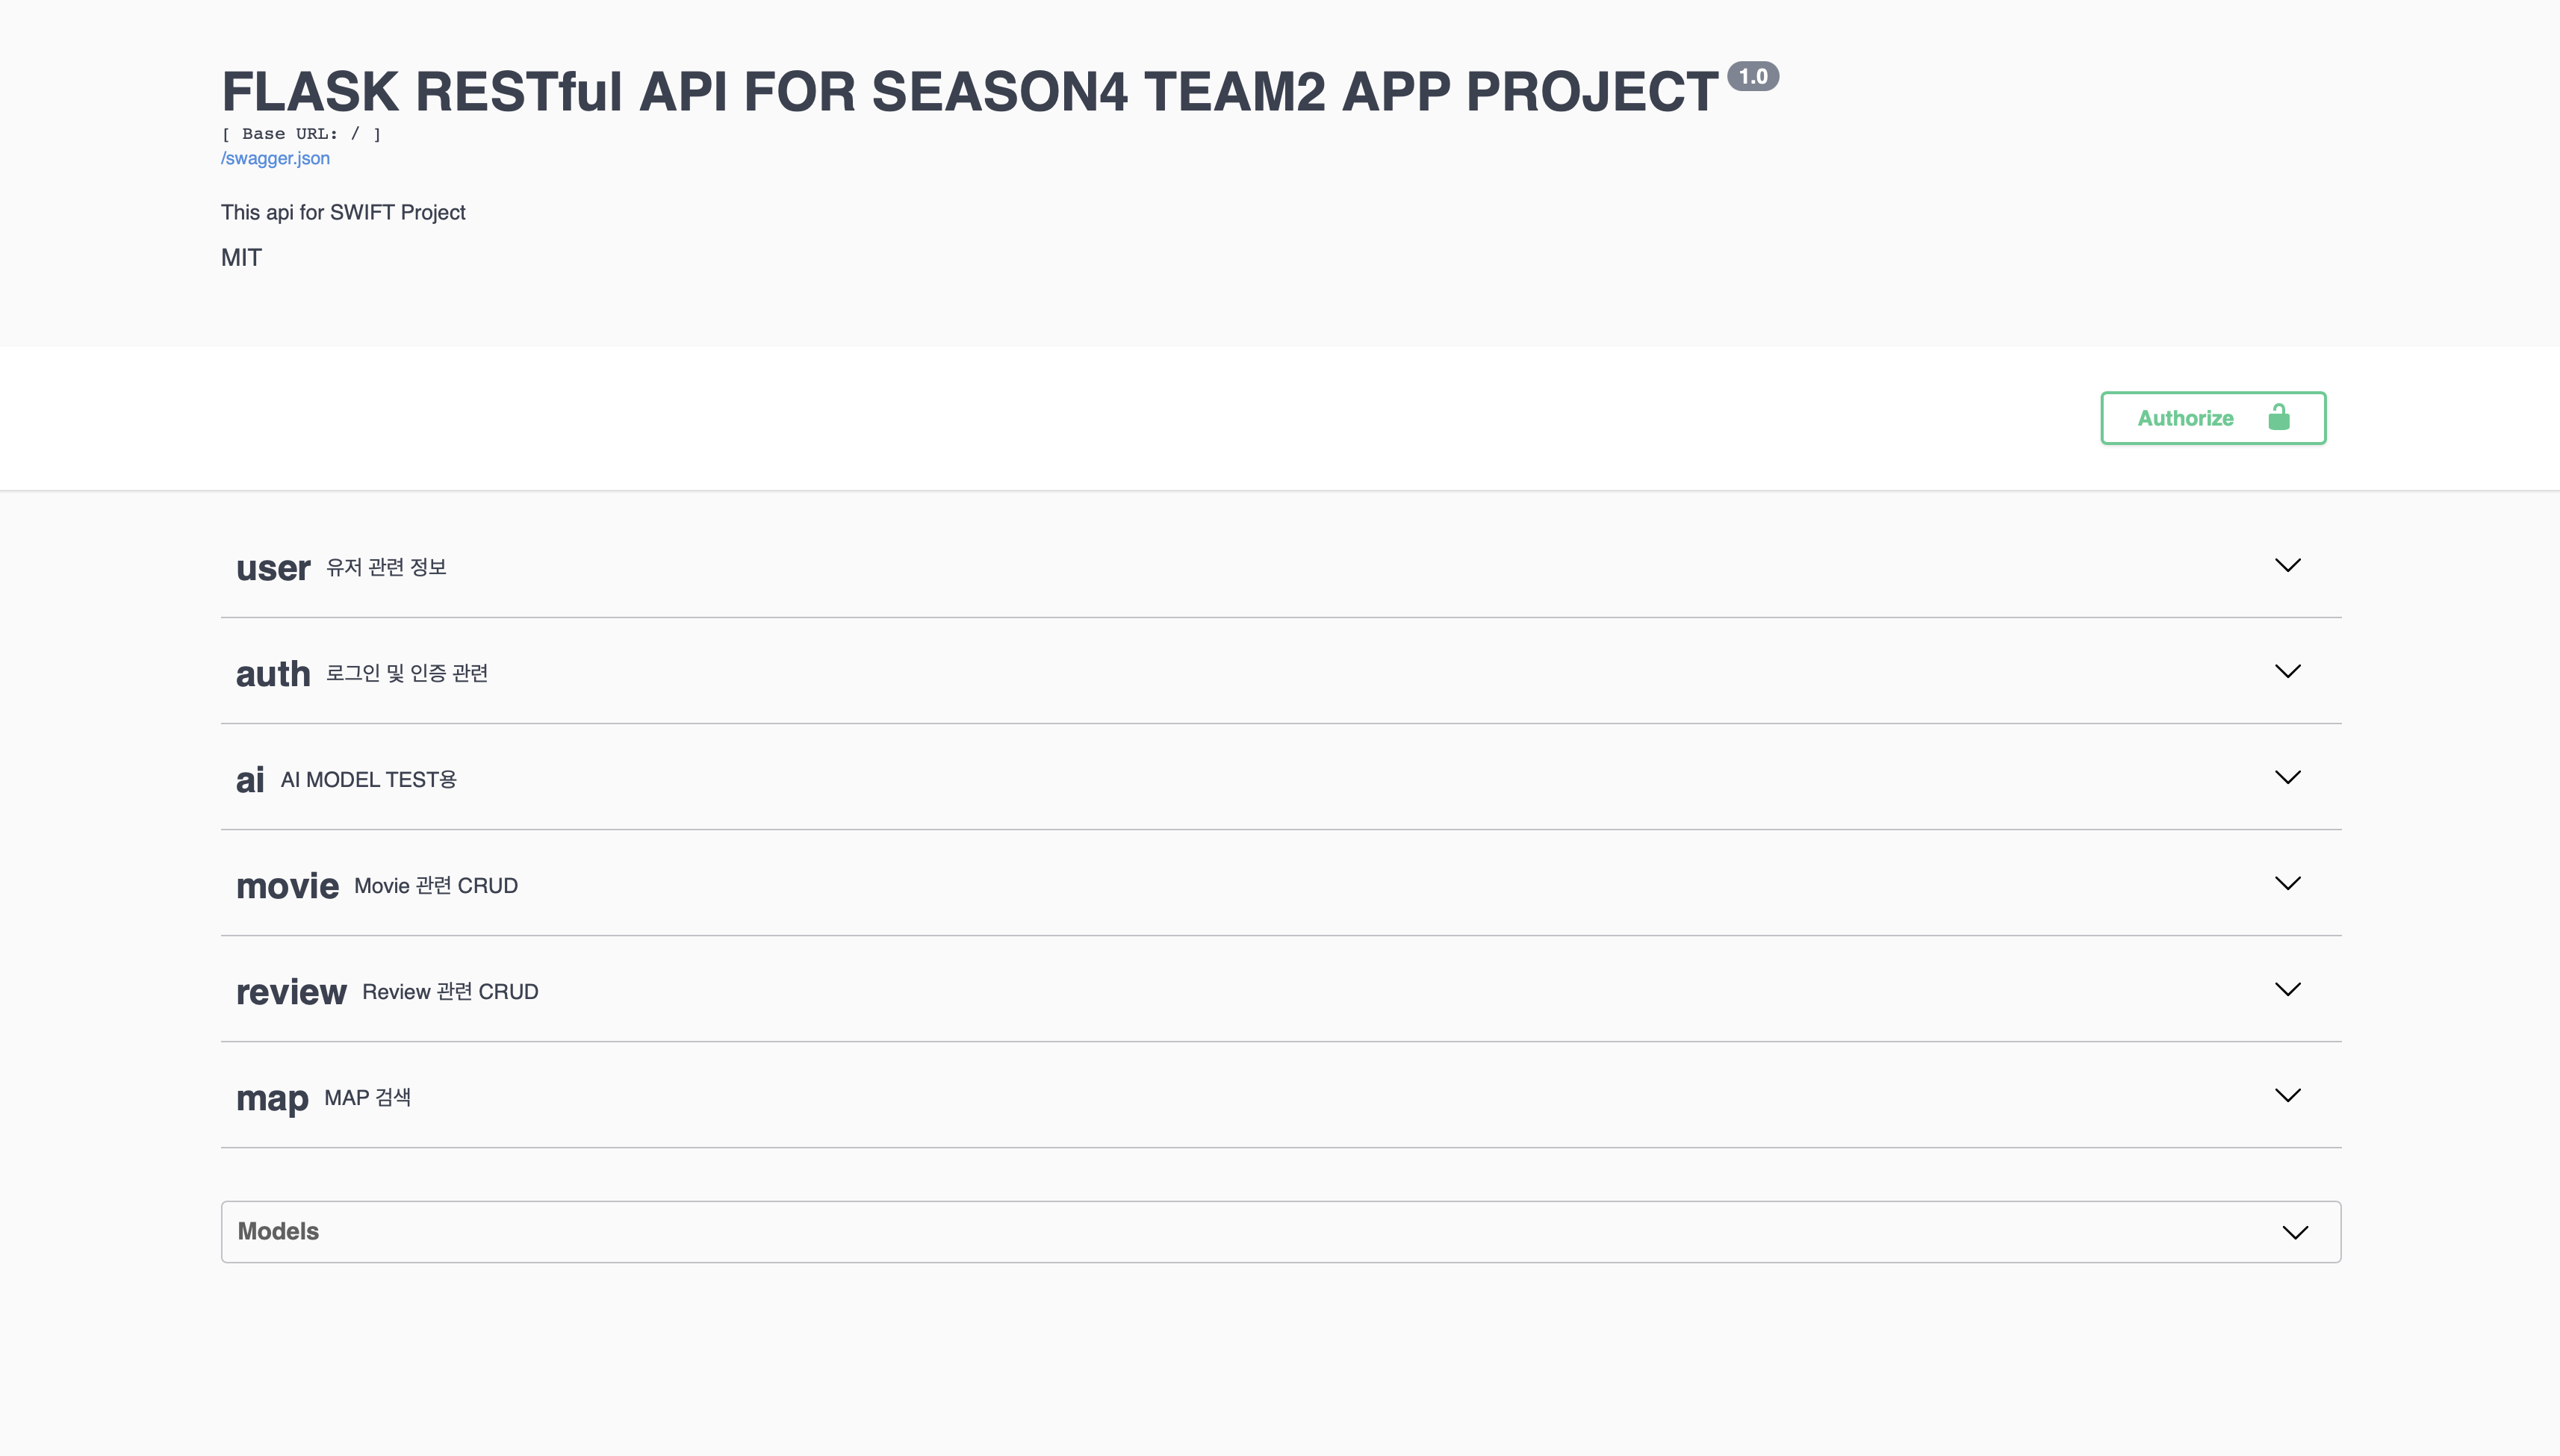 FLASK RESTful API FOR SEASON4 TEAM2 APP PROJECT 1.0
[ Base URL: / ]
/swagger.json
This api for SWIFT Project
MIT
Authorize
user 유저 관련 정보
auth 로그인 및 인증 관련
ai AI MODEL TEST용
movie Movie 관련 CRUD
review Review 관련 CRUD
map MAP 검색
Models